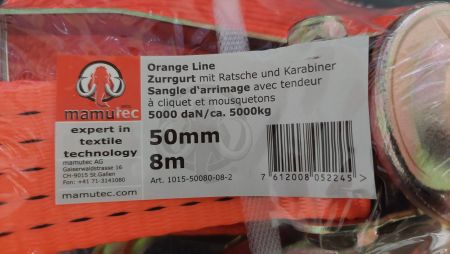 mamutec
expert in
textile
technology
mamutec AG
Gaiserwaldstrasse 16
CH-9015 St.Gallen
Fon: +41 71-3141080
mamutec.com
Orange Line
Zurrgurt mit Ratsche und Karabiner
Sangle d'arrimage avec tendeur
à cliquet et mousquetons
5000 daN/ca. 5000kg
50mm
8m
Art. 1015-50080-08-2
7 612008 052245 >